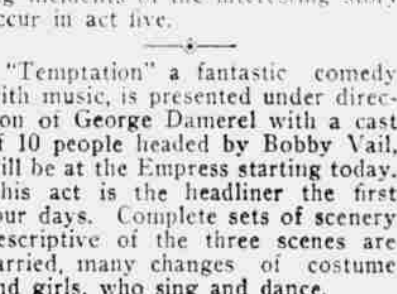 ccur in act five.
"Temptation" a fantastic comedy
ith music, is presented under direc-
on of George Damerel with a cast
f 10 people headed by Bobby Vail,
ill be at the Empress starting today.
his act is the headliner the first
our days. Complete sets of scenery
escriptive of the three scenes are
arried, many changes of costume
nd girls, who sing and dance.